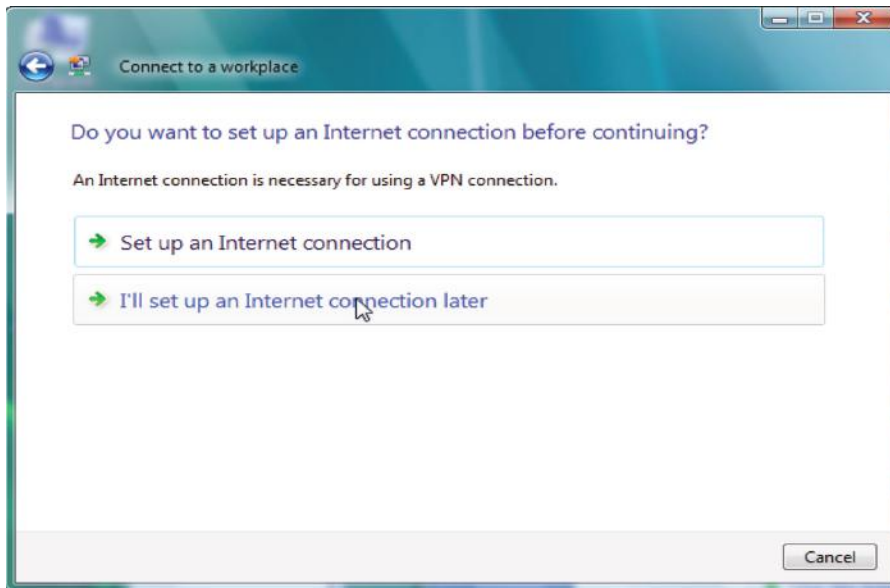 Connect to a workplace
Do you want to set up an Internet connection before continuing?
An Internet connection is necessary for using a VPN connection.
Set up an Internet connection
I'll set up an Internet connection later
Cancel